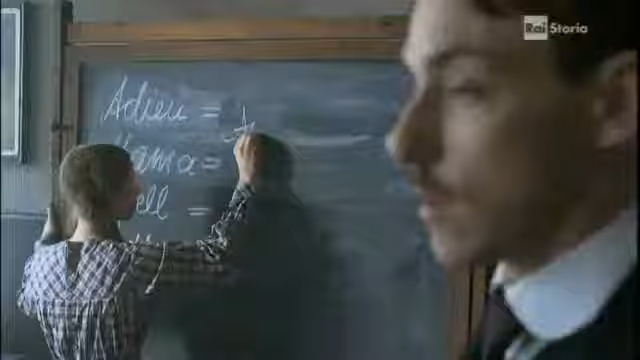 Rai Storia
Adieu =
Mama =
ell =